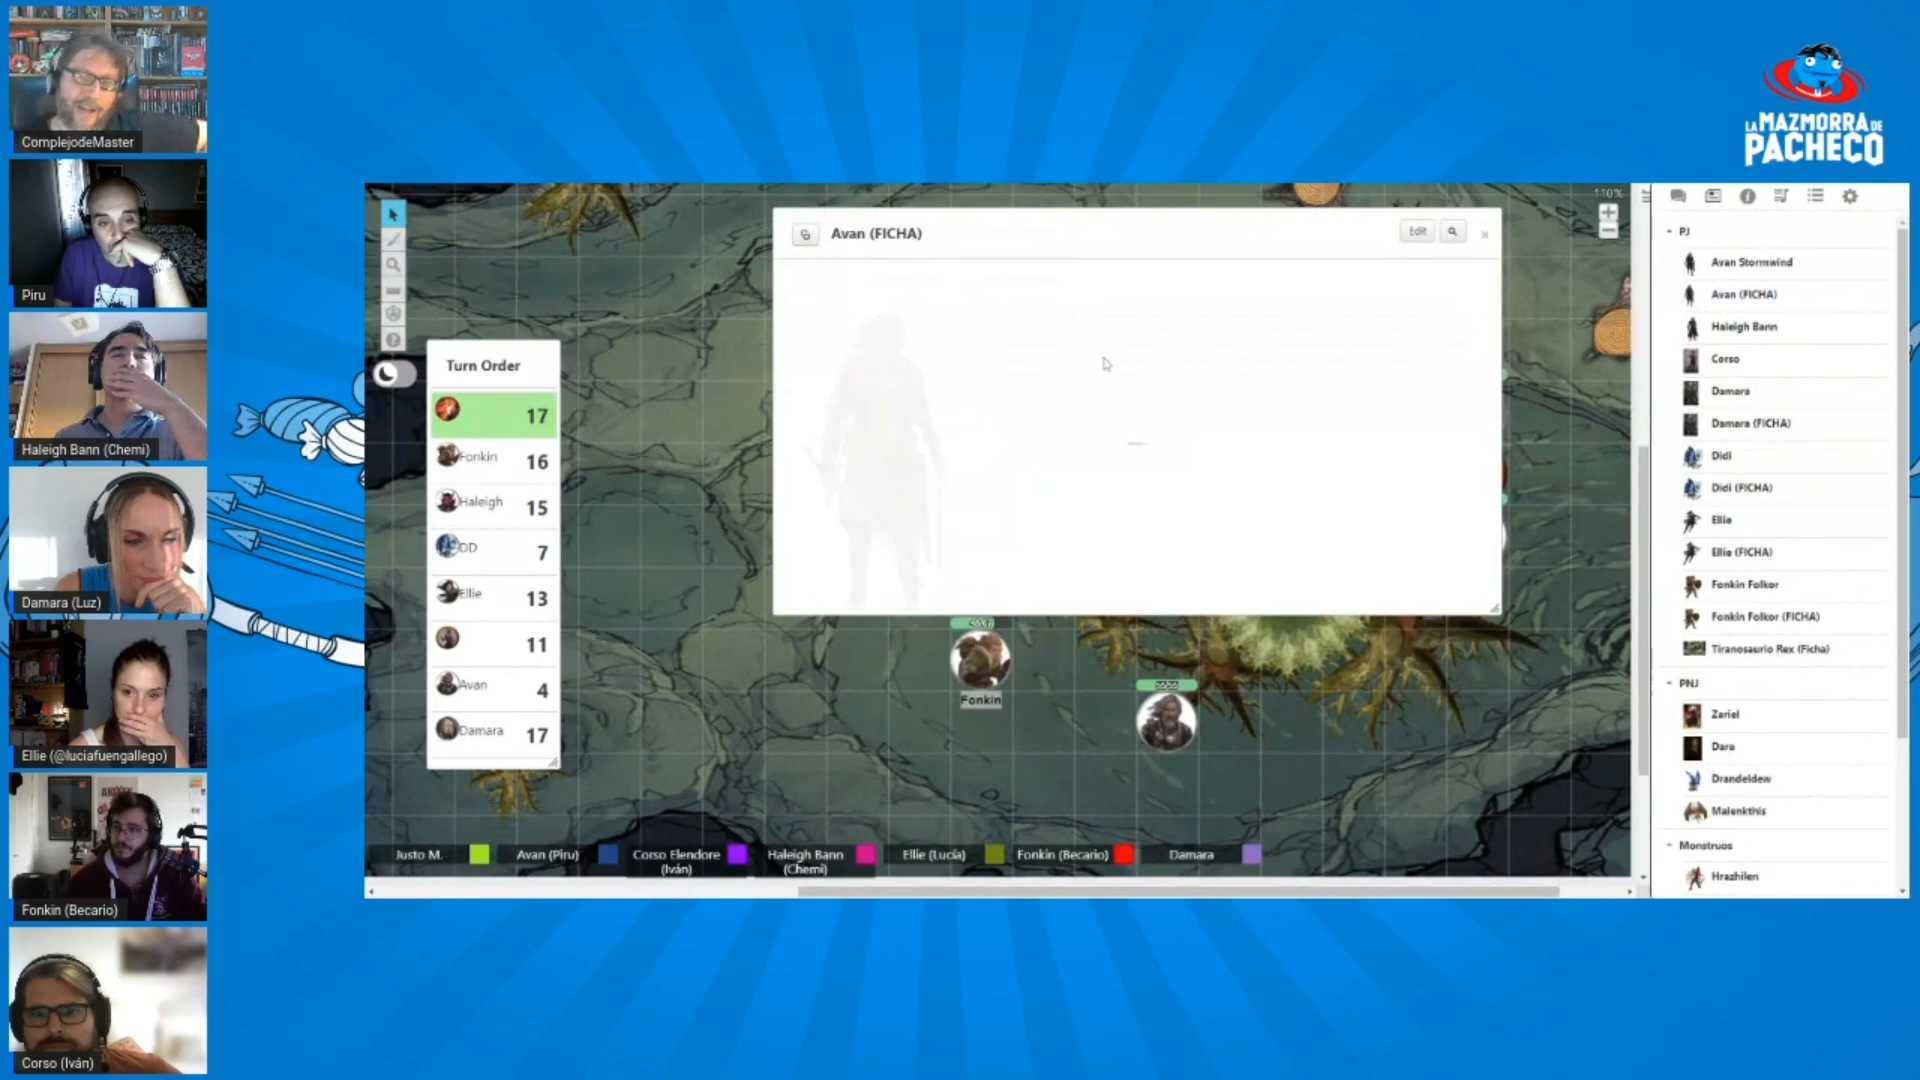 ComplejodeMaster
Piru
Haleigh Bann (Chemi)
Damara (Luz)
Ellie (@luciafuengallego)
Fonkin (Becario)
Corso (Iván)
LA MAZMORRA DE
PACHECO
110%
Avan (FICHA)
Edit
Turn Order
17
Fonkin 16
Haleigh 15
DD 7
Ellie 13
11
Avan 4
Damara 17
Fonkin
Justo M.
Avan (Piru)
Corso Elendore
(Iván)
Haleigh Bann
(Chemi)
Ellie (Lucía)
Fonkin (Becario)
Damara
PJ
Avan Stormwind
Avan (FICHA)
Haleigh Bann
Corso
Damara
Damara (FICHA)
Didi
Didi (FICHA)
Ellie
Ellie (FICHA)
Fonkin Folkor
Fonkin Folkor (FICHA)
Tiranosaurio Rex (Ficha)
PNJ
Zariel
Dara
Drandeldew
Malenkthis
Monstruos
Hrazhilen